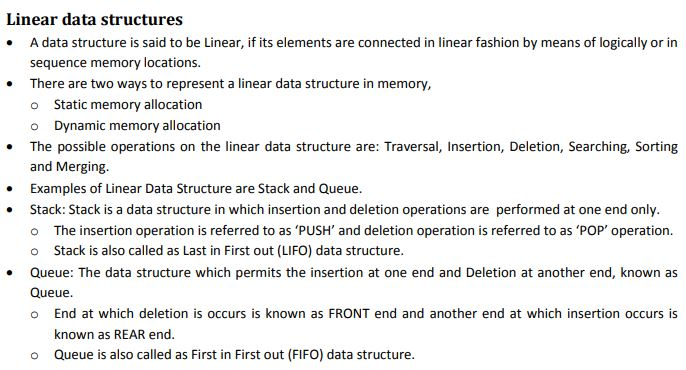 Linear data structures
• A data structure is said to be Linear, if its elements are connected in linear fashion by means of logically or in
sequence memory locations.
• There are two ways to represent a linear data structure in memory,
o Static memory allocation
o Dynamic memory allocation
• The possible operations on the linear data structure are: Traversal, Insertion, Deletion, Searching, Sorting
and Merging.
• Examples of Linear Data Structure are Stack and Queue.
• Stack: Stack is a data structure in which insertion and deletion operations are performed at one end only.
o The insertion operation is referred to as ‘PUSH’ and deletion operation is referred to as ‘POP’ operation.
o Stack is also called as Last in First out (LIFO) data structure.
• Queue: The data structure which permits the insertion at one end and Deletion at another end, known as
Queue.
o End at which deletion is occurs is known as FRONT end and another end at which insertion occurs is
known as REAR end.
o Queue is also called as First in First out (FIFO) data structure.